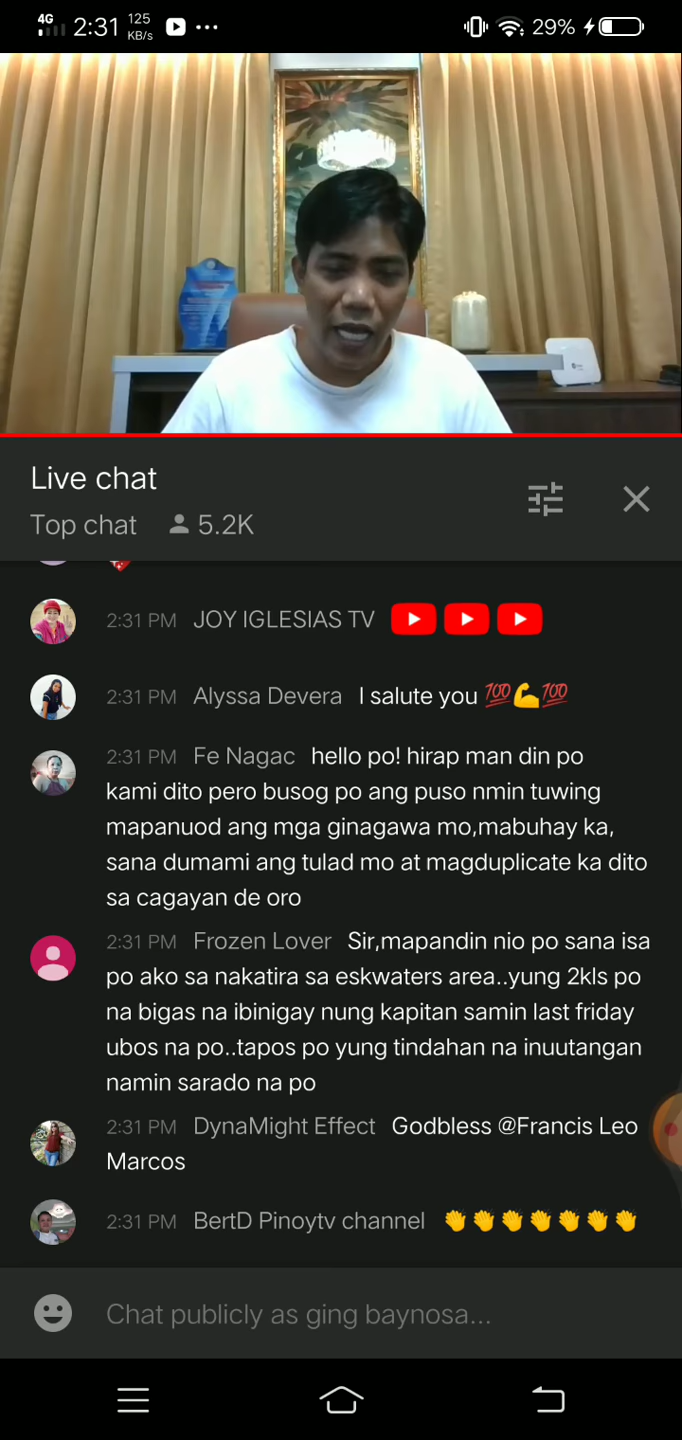 4G 2:31 125 KB/s 29%
Live chat
Top chat 5.2K
2:31 PM JOY IGLESIAS TV
2:31 PM Alyssa Devera I salute you 💯💪💯
2:31 PM Fe Nagac hello po! hirap man din po
kami dito pero busog po ang puso nmin tuwing
mapanuod ang mga ginagawa mo,mabuhay ka,
sana dumami ang tulad mo at magduplicate ka dito
sa cagayan de oro
2:31 PM Frozen Lover Sir,mapandin nio po sana isa
po ako sa nakatira sa eskwaters area..yung 2kls po
na bigas na ibinigay nung kapitan samin last friday
ubos na po..tapos po yung tindahan na inuutangan
namin sarado na po
2:31 PM DynaMight Effect Godbless @Francis Leo
Marcos
2:31 PM BertD Pinoytv channel 👏👏👏👏👏👏👏
Chat publicly as ging baynosa...